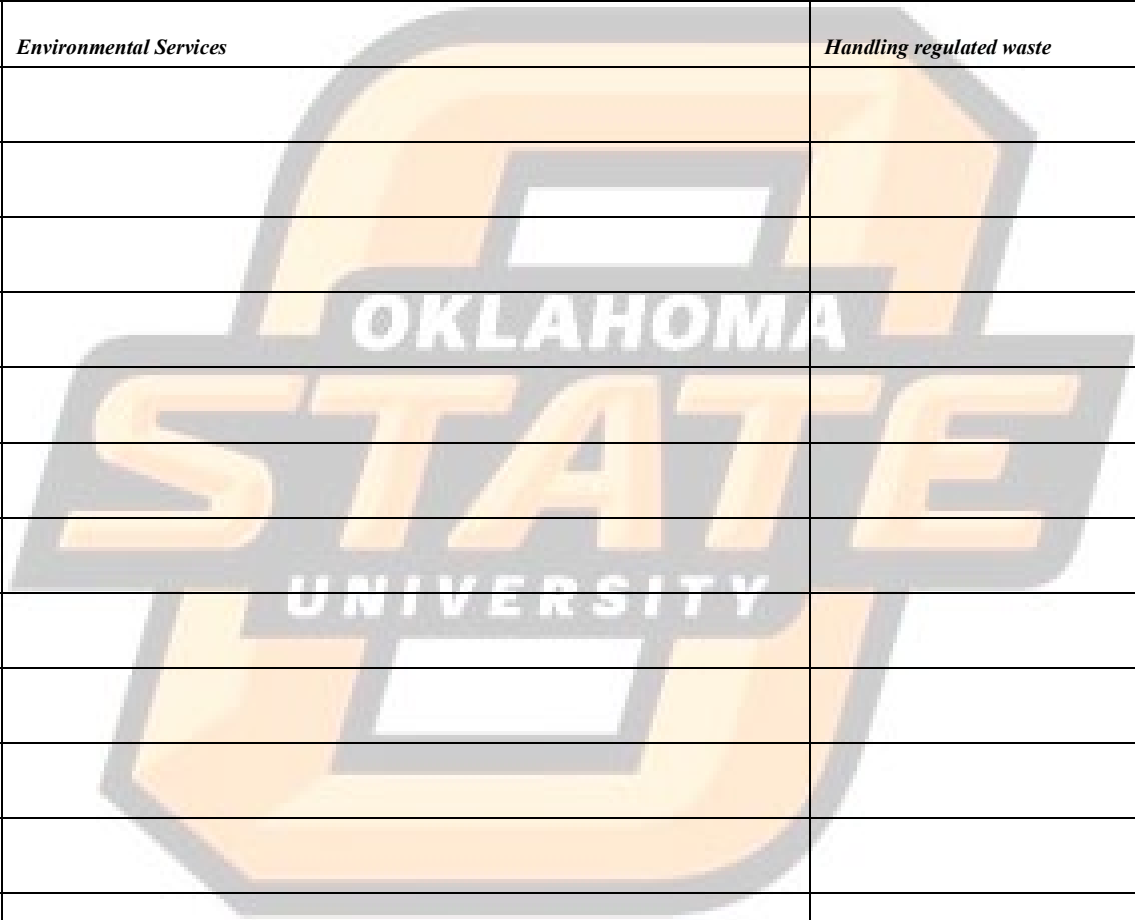 Environmental Services
Handling regulated waste
OKLAHOMA
STATE
UNIVERSITY